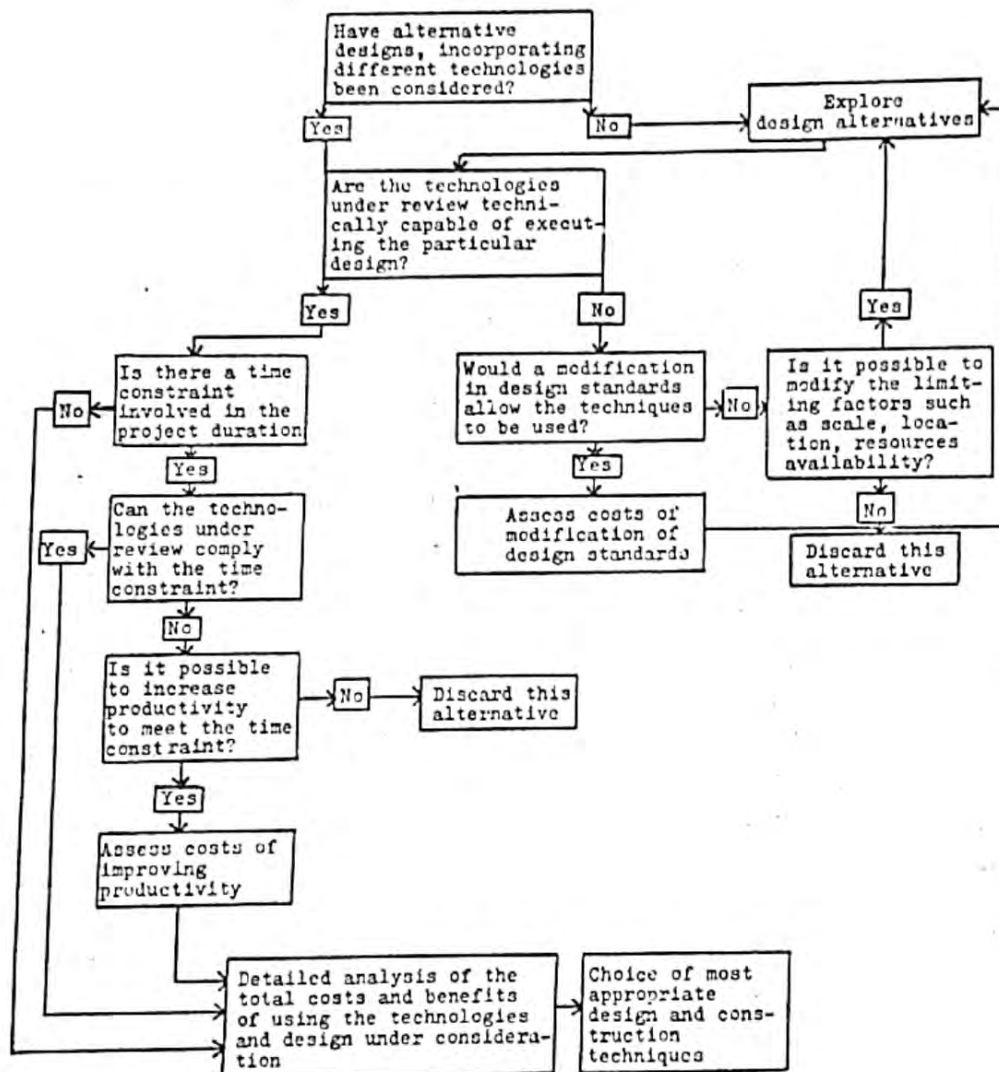 Have alternative
designs, incorporating
different technologies
been considered?
Yes
No
Explore
design alternatives
Are the technologies
under review techni-
cally capable of execut-
ing the particular
design?
Yes
No
Yes
Is there a time
constraint
involved in the
project duration
No
Yes
Would a modification
in design standards
allow the techniques
to be used?
No
Yes
Is it possible to
modify the limit-
ing factors such
as scale, loca-
tion, resources
availability?
No
Can the techno-
logies under
review comply
with the time
constraint?
Yes
No
Assess costs of
modification of
design standards
Discard this
alternative
Is it possible
to increase
productivity
to meet the time
constraint?
No
Discard this
alternative
Yes
Assess costs of
improving
productivity
Detailed analysis of the
total costs and benefits
of using the technologies
and design under considera-
tion
Choice of most
appropriate
design and con-
struction
techniques